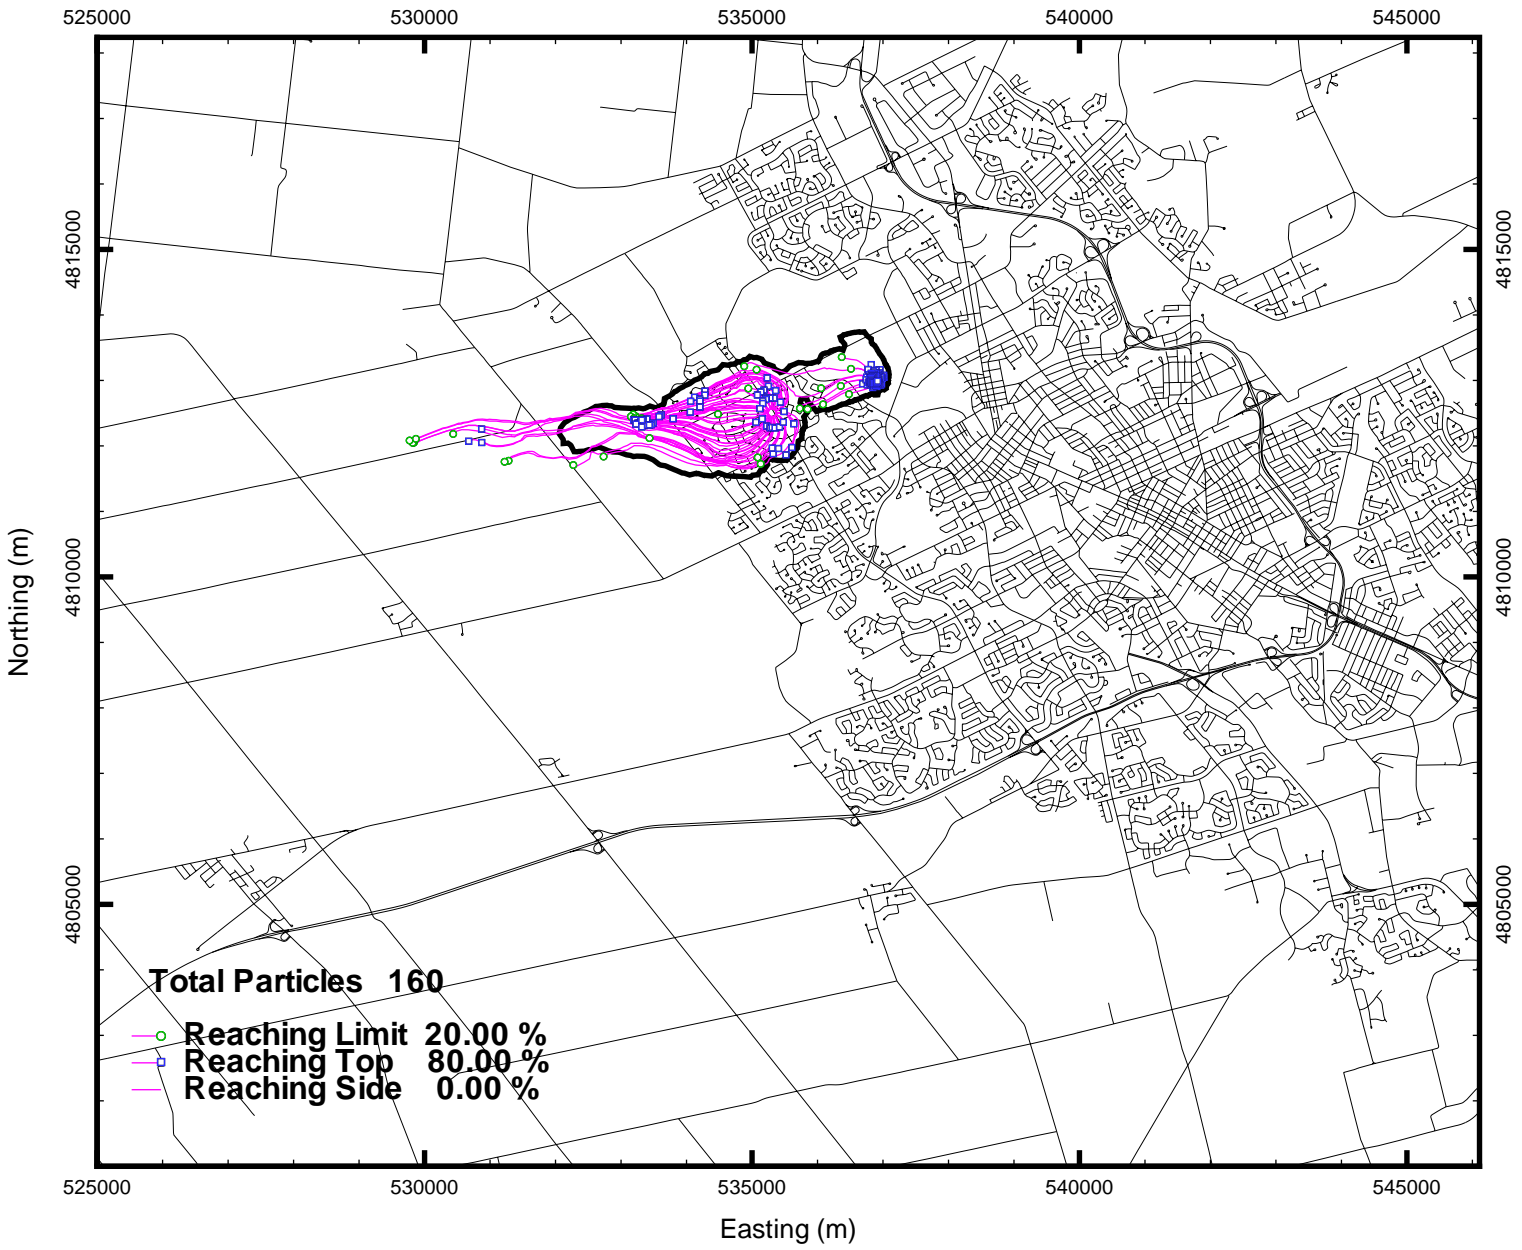 525000 530000 535000 540000 545000
4815000 4815000
4810000 4810000
Northing (m)
4805000 4805000
Total Particles 160
Reaching Limit 20.00 %
Reaching Top 80.00 %
Reaching Side 0.00 %
525000 530000 535000 540000 545000
Easting (m)